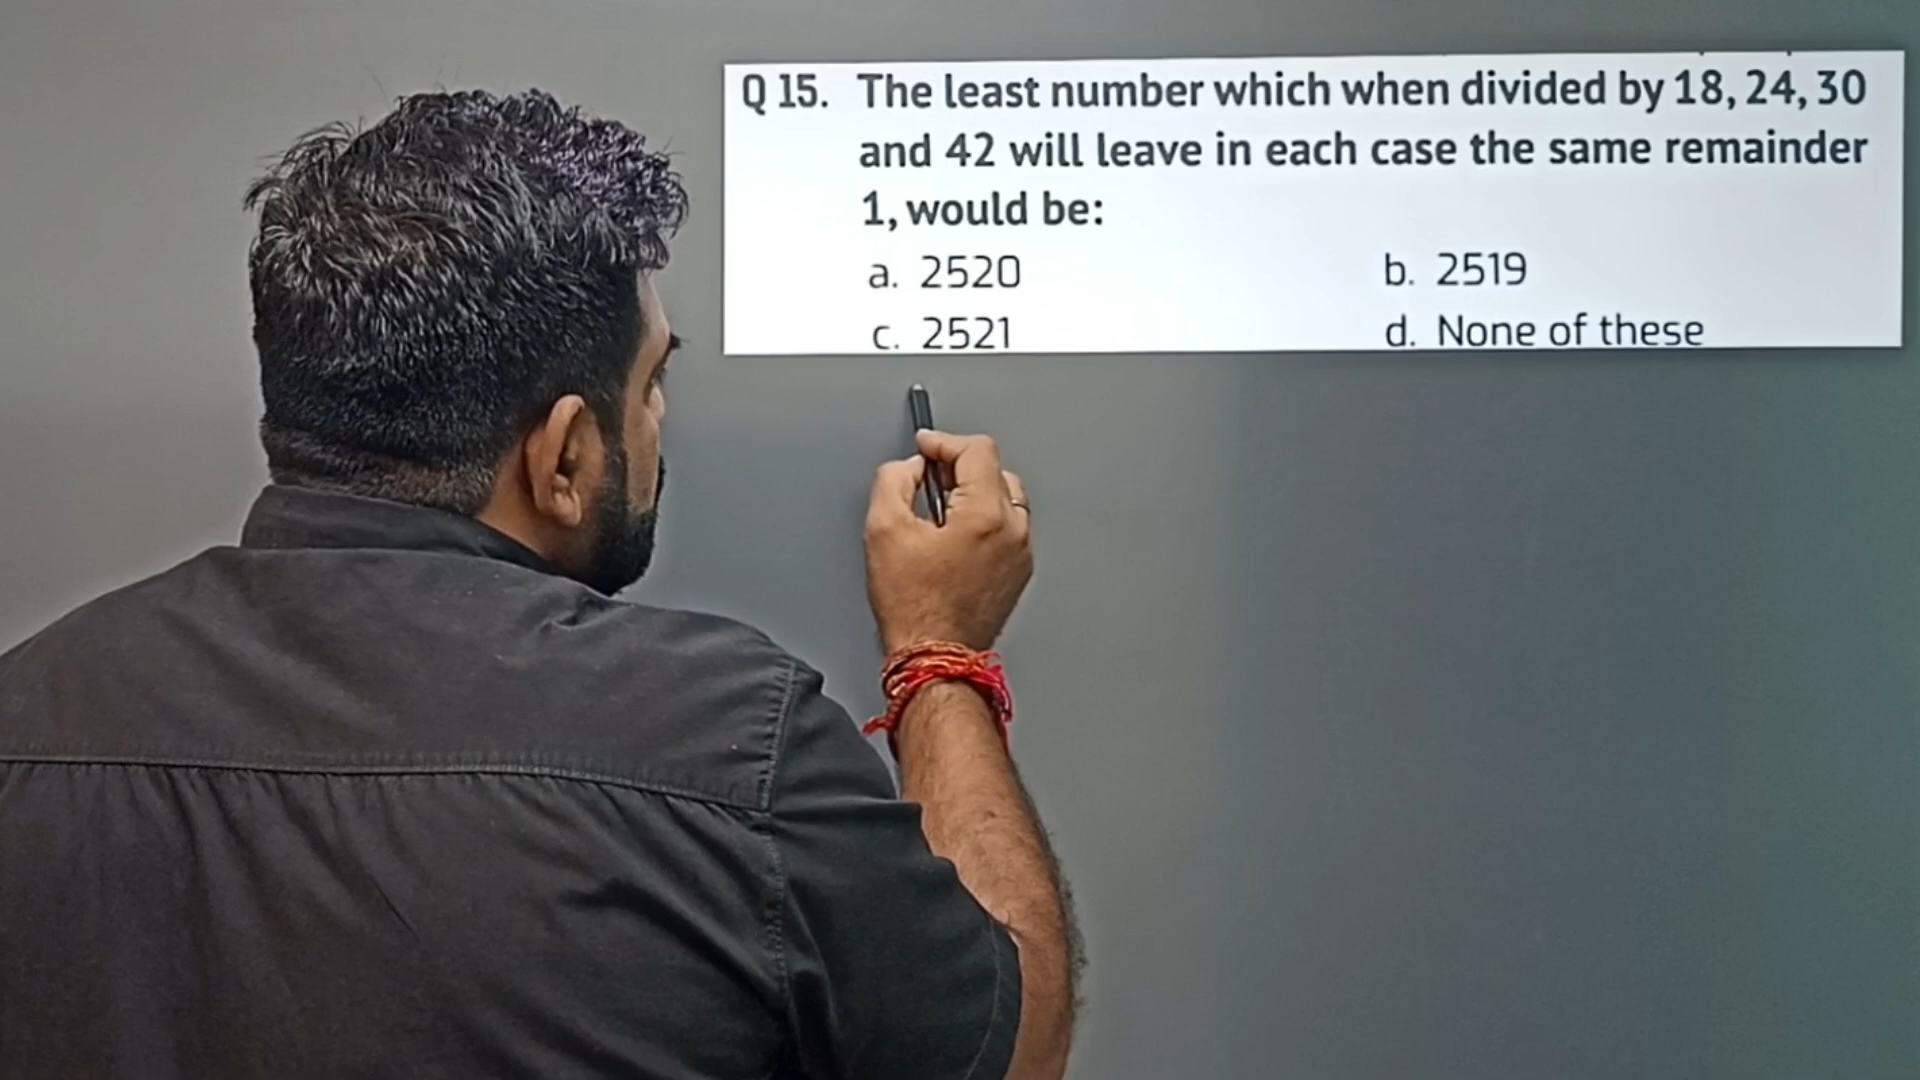 Q 15. The least number which when divided by 18, 24, 30
and 42 will leave in each case the same remainder
1, would be:
a. 2520 b. 2519
c. 2521 d. None of these